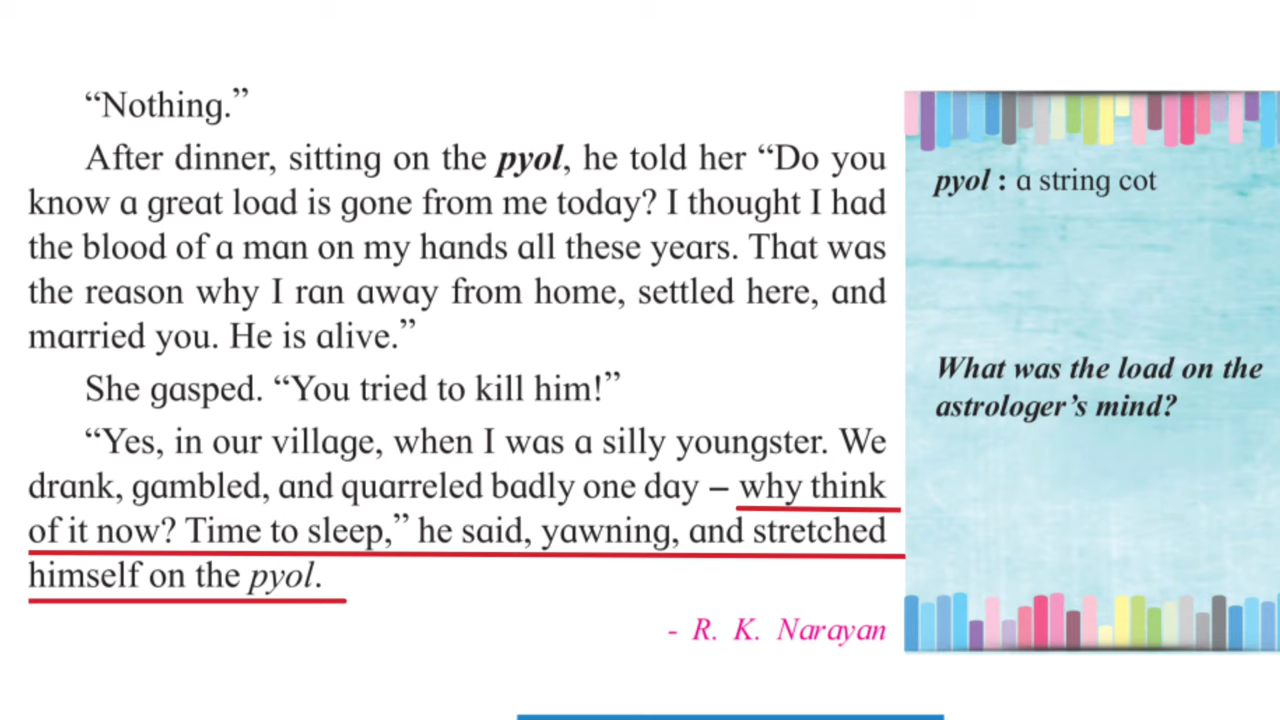 “Nothing.”
After dinner, sitting on the pyol, he told her “Do you
know a great load is gone from me today? I thought I had
the blood of a man on my hands all these years. That was
the reason why I ran away from home, settled here, and
married you. He is alive.”
She gasped. “You tried to kill him!”
“Yes, in our village, when I was a silly youngster. We
drank, gambled, and quarreled badly one day – why think
of it now? Time to sleep,” he said, yawning, and stretched
himself on the pyol.
- R. K. Narayan
pyol : a string cot
What was the load on the
astrologer’s mind?